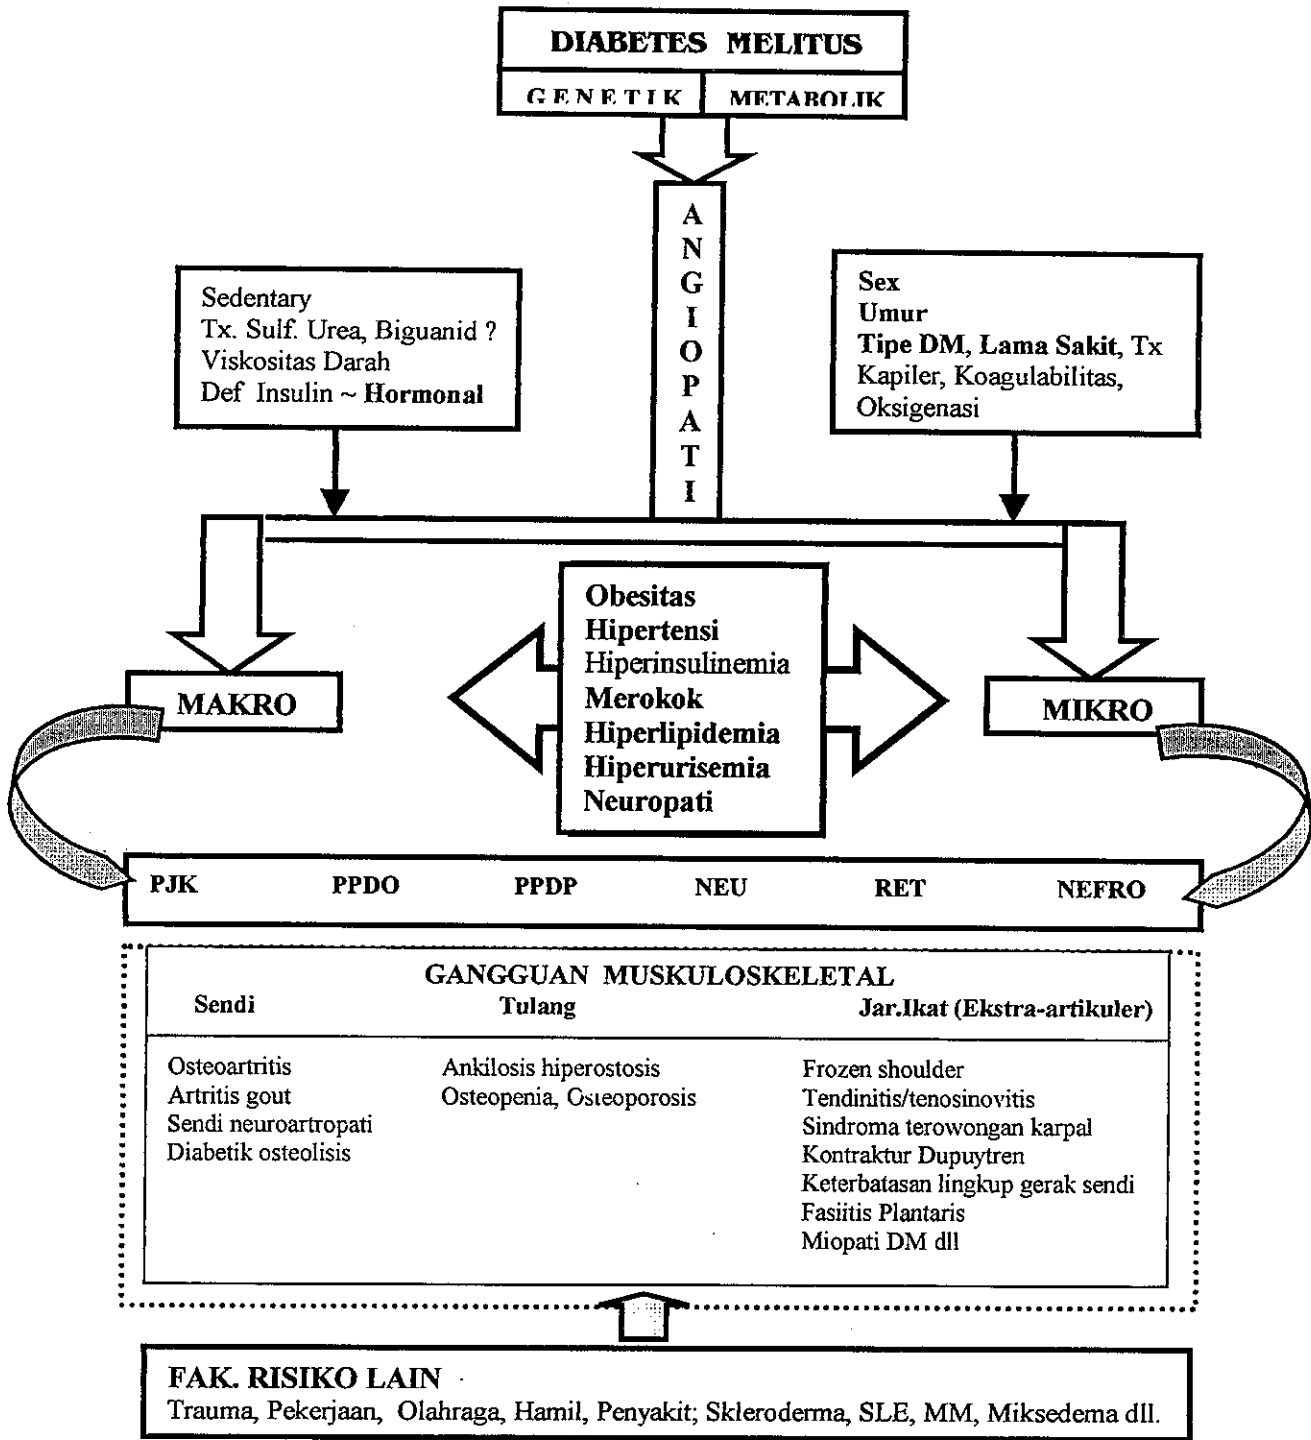 DIABETES MELITUS
GENETIK METABOLIK
ANGIOPATI
Sedentary
Tx. Sulf. Urea, Biguanid ?
Viskositas Darah
Def Insulin ~ Hormonal
Sex
Umur
Tipe DM, Lama Sakit, Tx
Kapiler, Koagulabilitas,
Oksigenasi
Obesitas
Hipertensi
Hiperinsulinemia
Merokok
Hiperlipidemia
Hiperurisemia
Neuropati
MAKRO
MIKRO
PJK PPDO PPDP NEU RET NEFRO
GANGGUAN MUSKULOSKELETAL
Sendi Tulang Jar.Ikat (Ekstra-artikuler)
Osteoartritis Ankilosis hiperostosis Frozen shoulder
Artritis gout Osteopenia, Osteoporosis Tendinitis/tenosinovitis
Sendi neuroartropati Sindroma terowongan karpal
Diabetik osteolisis Kontraktur Dupuytren
Keterbatasan lingkup gerak sendi
Fasiitis Plantaris
Miopati DM dll
FAK. RISIKO LAIN
Trauma, Pekerjaan, Olahraga, Hamil, Penyakit; Skleroderma, SLE, MM, Miksedema dll.